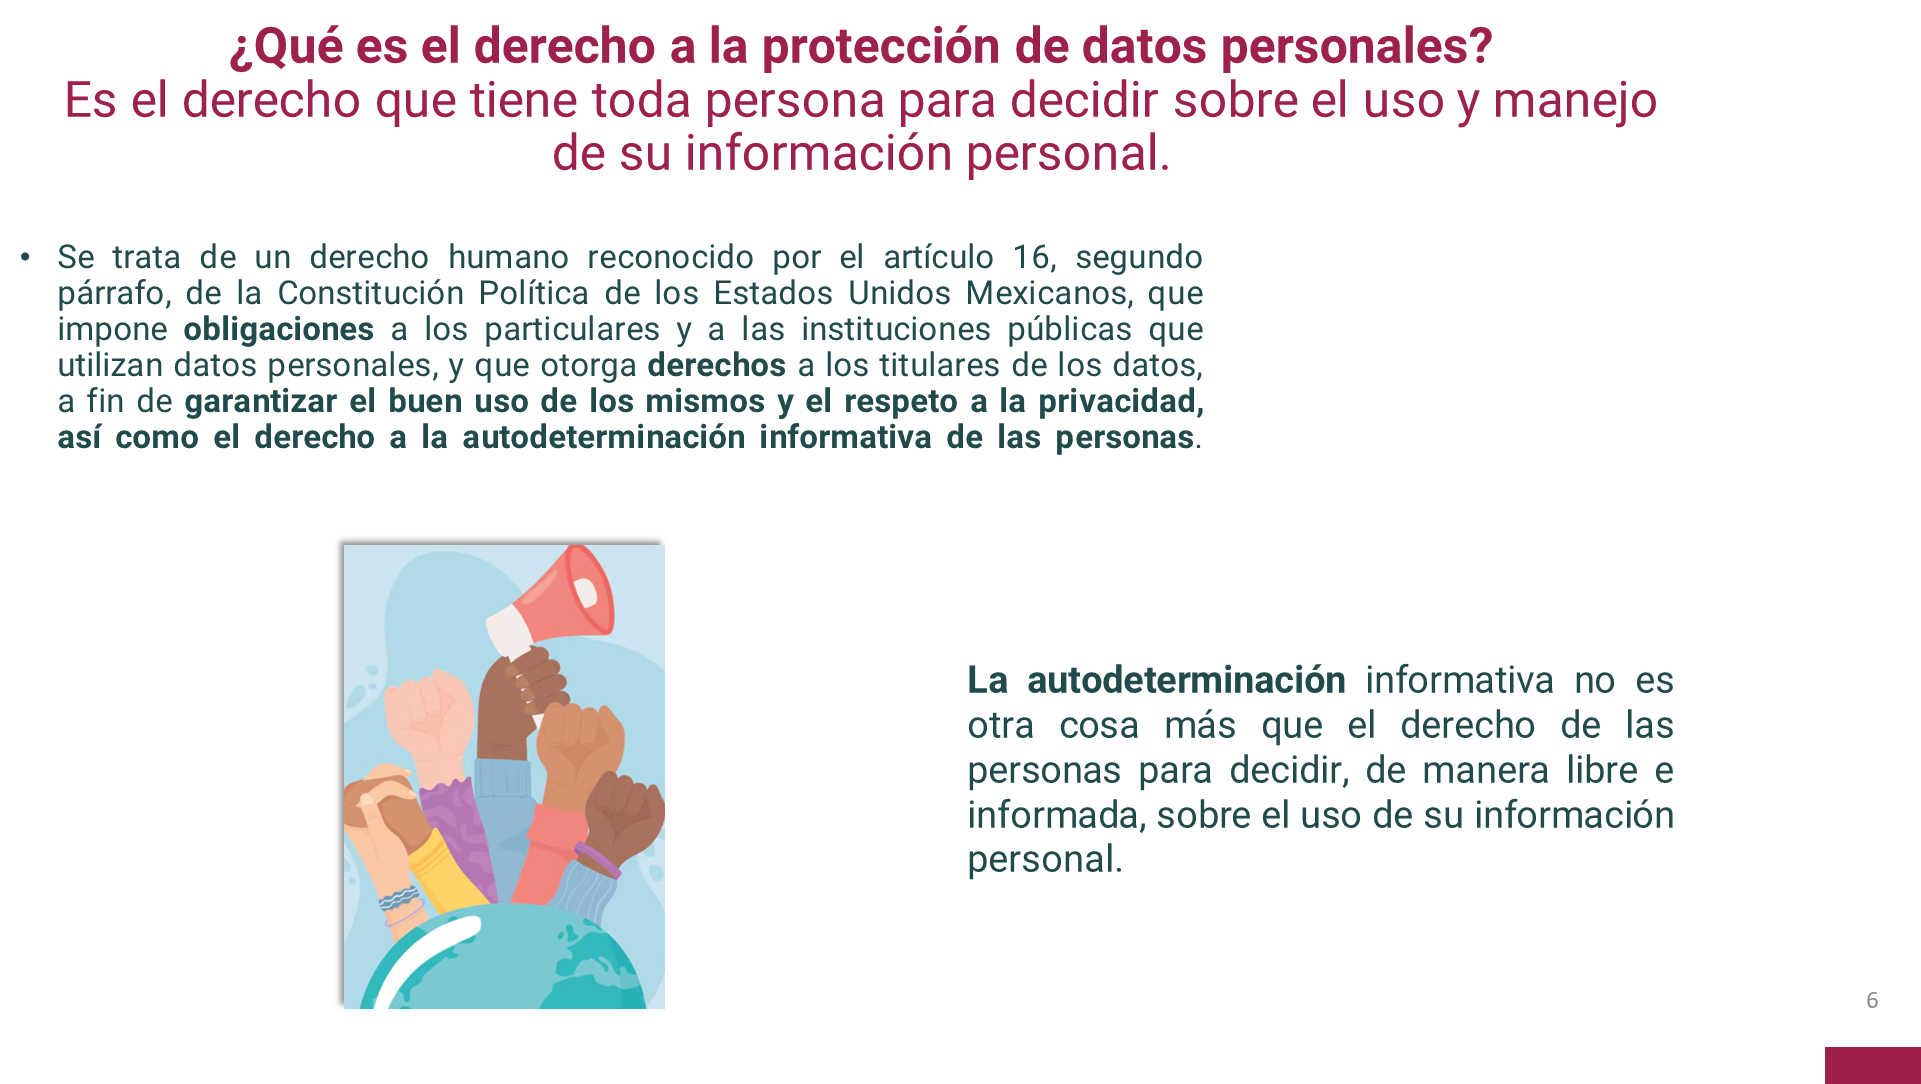 ¿Qué es el derecho a la protección de datos personales?
Es el derecho que tiene toda persona para decidir sobre el uso y manejo
de su información personal.
• Se trata de un derecho humano reconocido por el artículo 16, segundo
párrafo, de la Constitución Política de los Estados Unidos Mexicanos, que
impone obligaciones a los particulares y a las instituciones públicas que
utilizan datos personales, y que otorga derechos a los titulares de los datos,
a fin de garantizar el buen uso de los mismos y el respeto a la privacidad,
así como el derecho a la autodeterminación informativa de las personas.
La autodeterminación informativa no es
otra cosa más que el derecho de las
personas para decidir, de manera libre e
informada, sobre el uso de su información
personal.
6